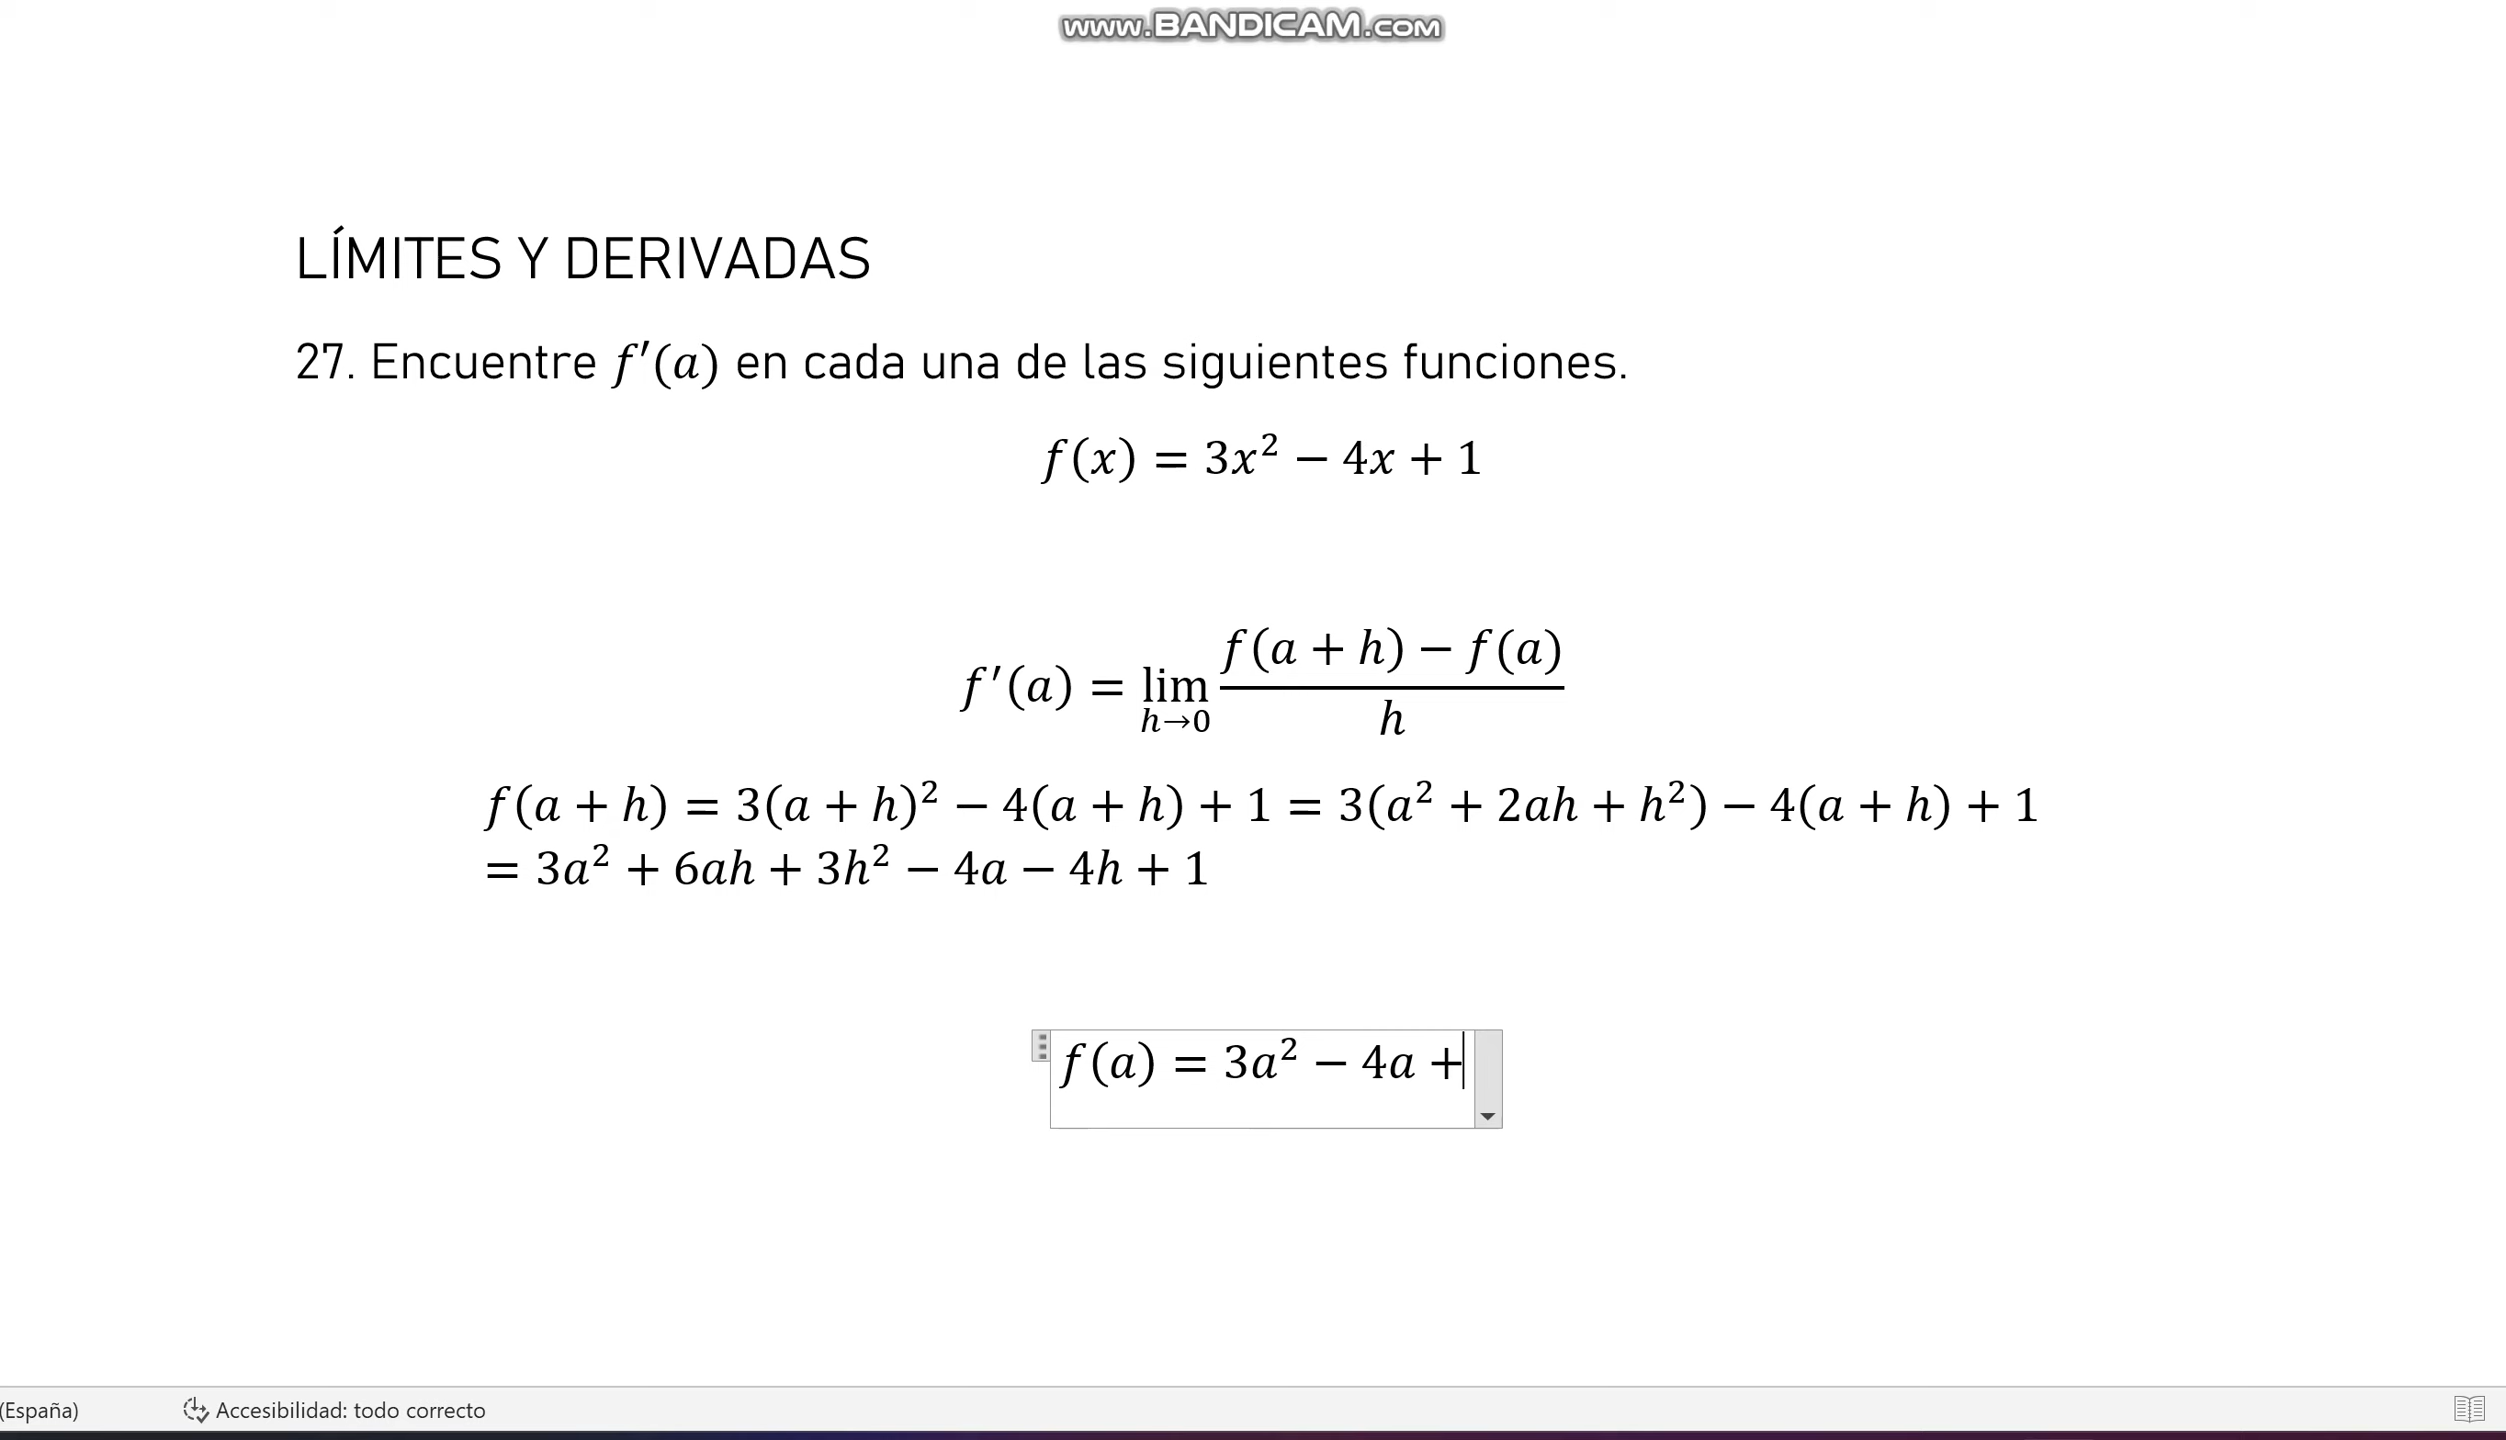 www.BANDICAM.com
LÍMITES Y DERIVADAS
27. Encuentre f′(a) en cada una de las siguientes funciones.
f(x) = 3x² − 4x + 1
f′(a) = lim h→0 f(a + h) − f(a) / h
f(a + h) = 3(a + h)² − 4(a + h) + 1 = 3(a² + 2ah + h²) − 4(a + h) + 1
= 3a² + 6ah + 3h² − 4a − 4h + 1
f(a) = 3a² − 4a +
(España)
Accesibilidad: todo correcto